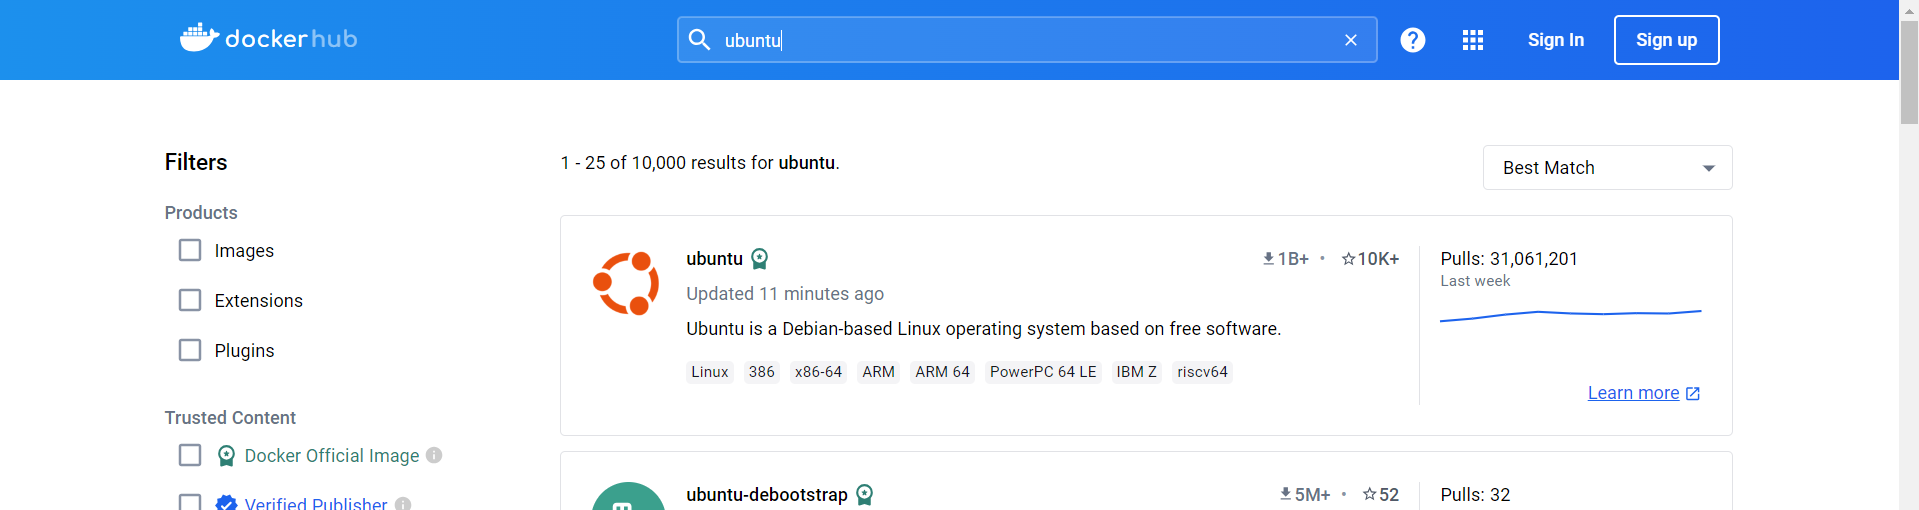 dockerhub
ubuntu
Sign In
Sign up
Filters
Products
Images
Extensions
Plugins
Trusted Content
Docker Official Image
Verified Publisher
1 - 25 of 10,000 results for ubuntu.
Best Match
ubuntu
1B+ • 10K+
Updated 11 minutes ago
Ubuntu is a Debian-based Linux operating system based on free software.
Linux 386 x86-64 ARM ARM 64 PowerPC 64 LE IBM Z riscv64
Pulls: 31,061,201
Last week
Learn more
ubuntu-debootstrap
5M+ • 52
Pulls: 32